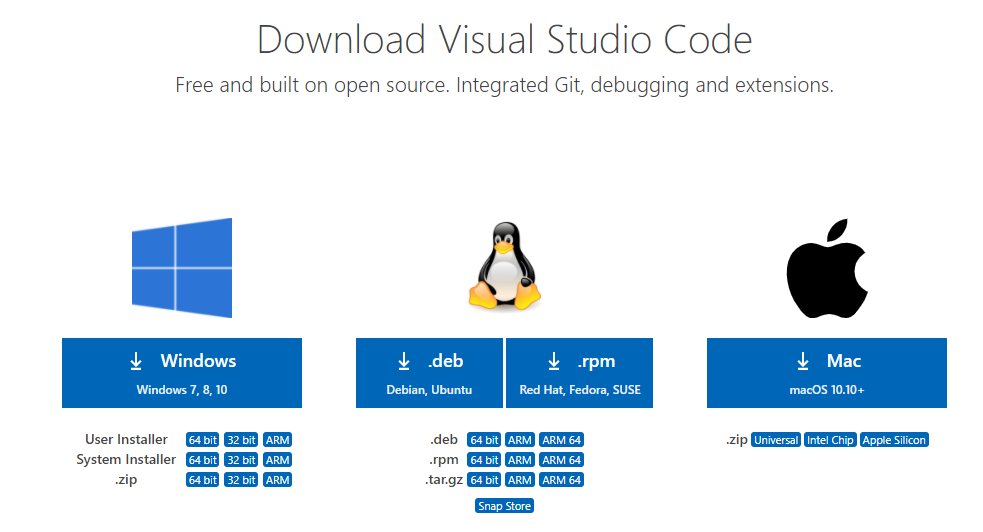 Download Visual Studio Code
Free and built on open source. Integrated Git, debugging and extensions.
Windows
Windows 7, 8, 10
User Installer 64 bit 32 bit ARM
System Installer 64 bit 32 bit ARM
.zip 64 bit 32 bit ARM
.deb
Debian, Ubuntu
.rpm
Red Hat, Fedora, SUSE
.deb 64 bit ARM ARM 64
.rpm 64 bit ARM ARM 64
.tar.gz 64 bit ARM ARM 64
Snap Store
Mac
macOS 10.10+
.zip Universal Intel Chip Apple Silicon